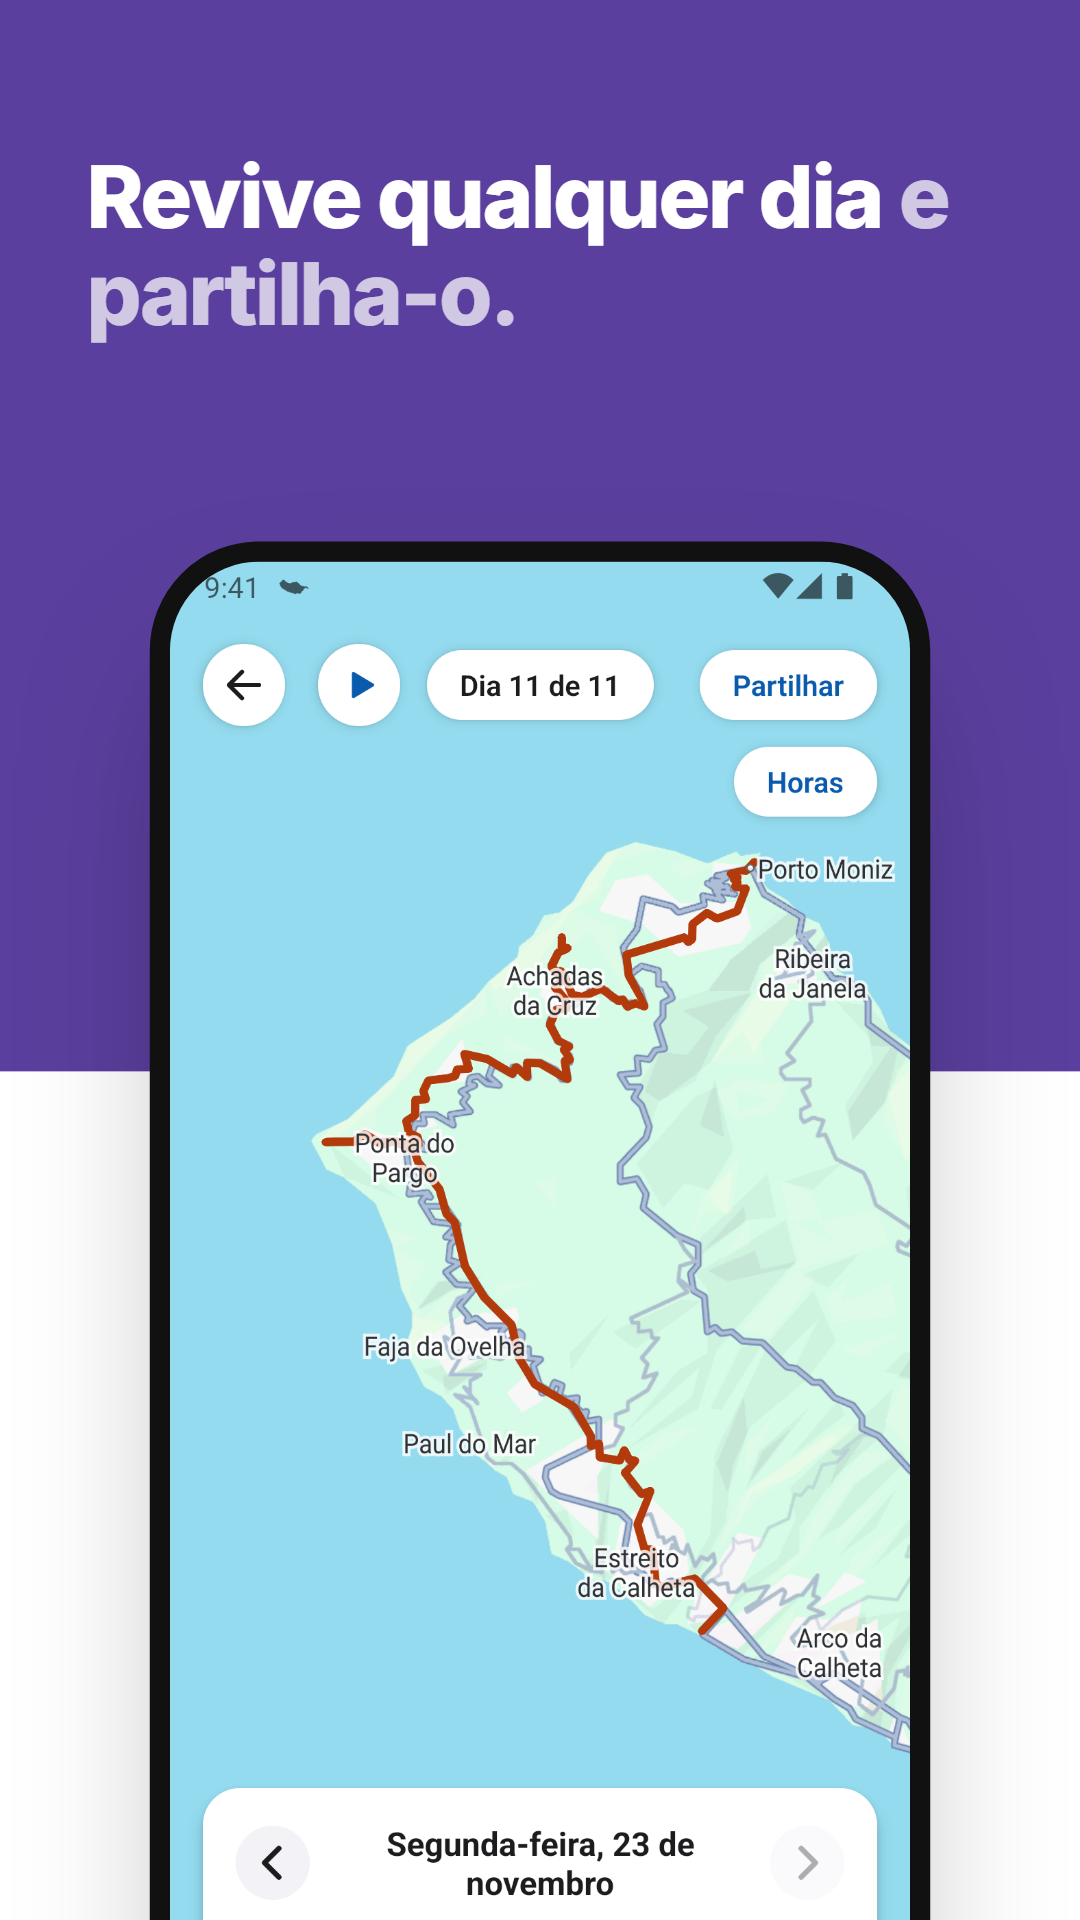 Revive qualquer dia e
partilha-o.
9:41
Dia 11 de 11
Partilhar
Horas
Porto Moniz
Ribeira
da Janela
Achadas
da Cruz
Ponta do
Pargo
Faja da Ovelha
Paul do Mar
Estreito
da Calheta
Arco da
Calheta
Segunda-feira, 23 de
novembro